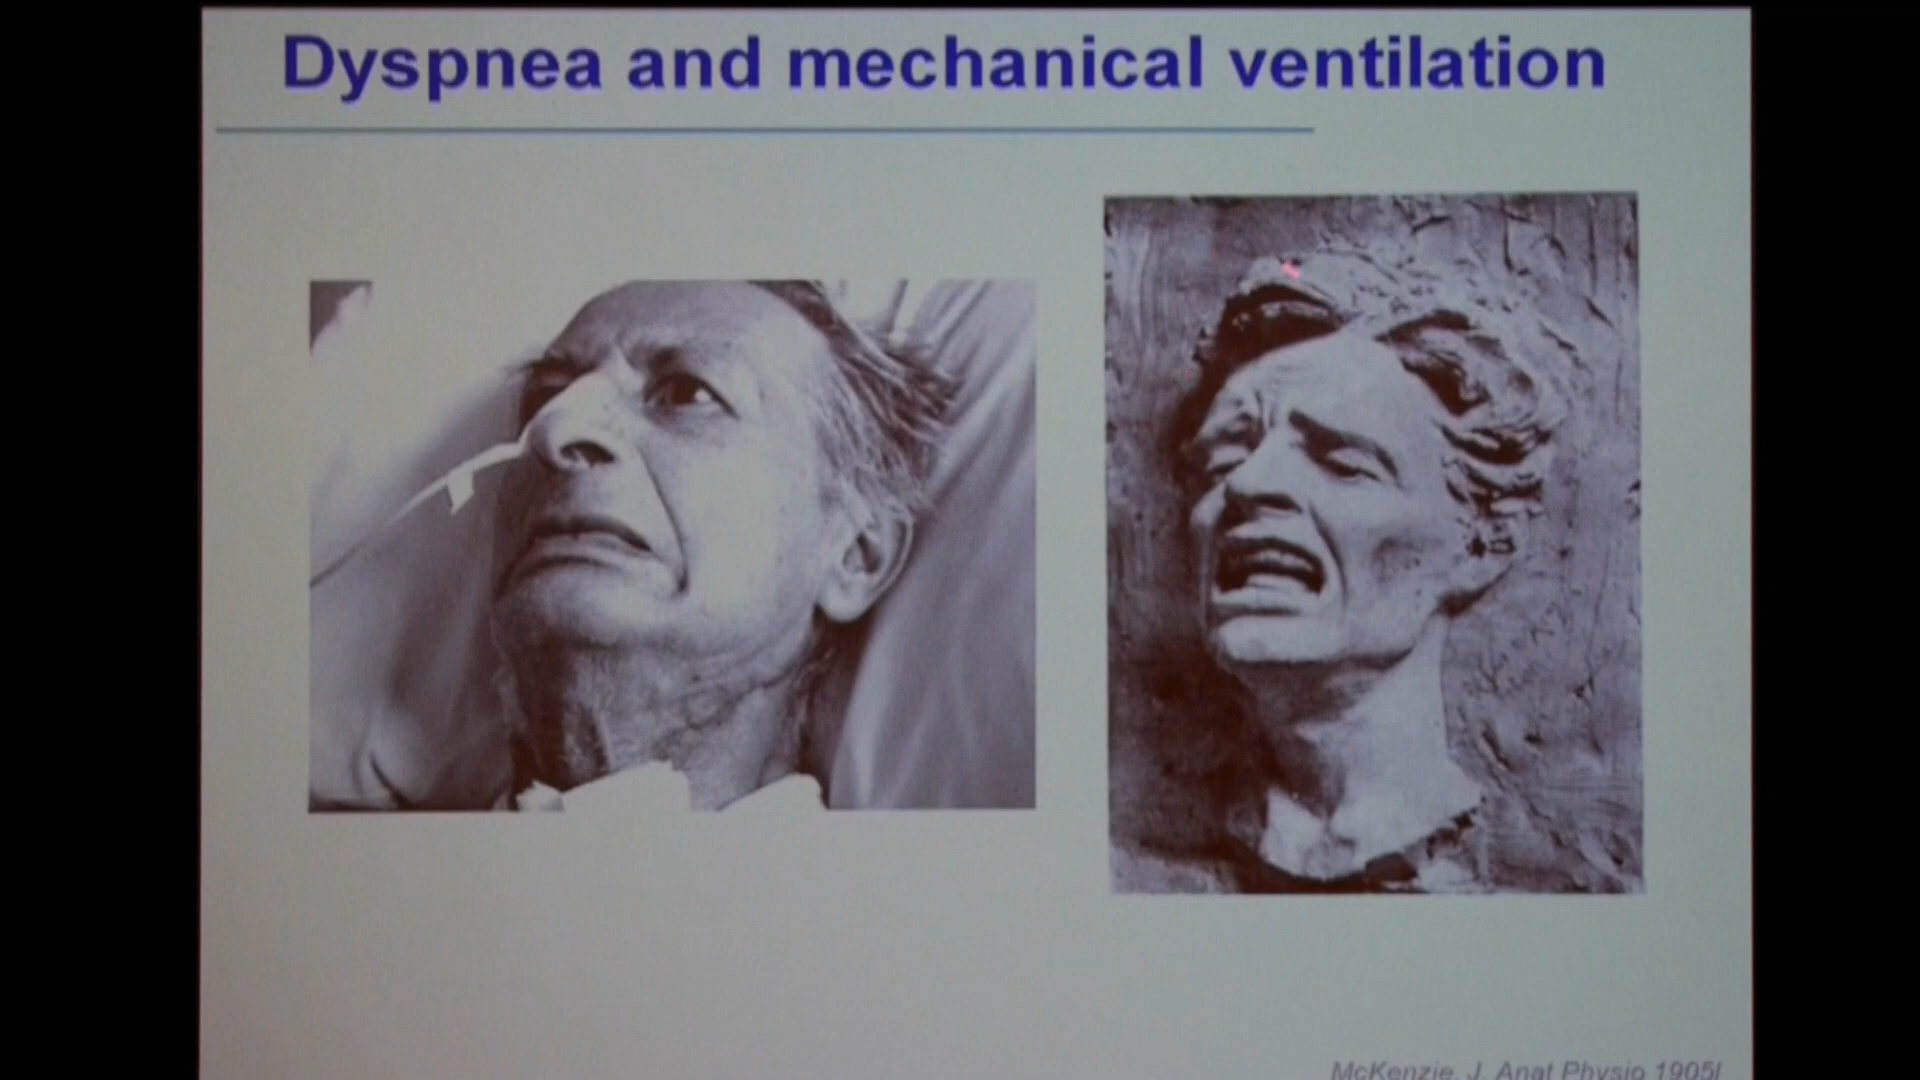 Dyspnea and mechanical ventilation
McKenzie, J. Anat Physio 1905